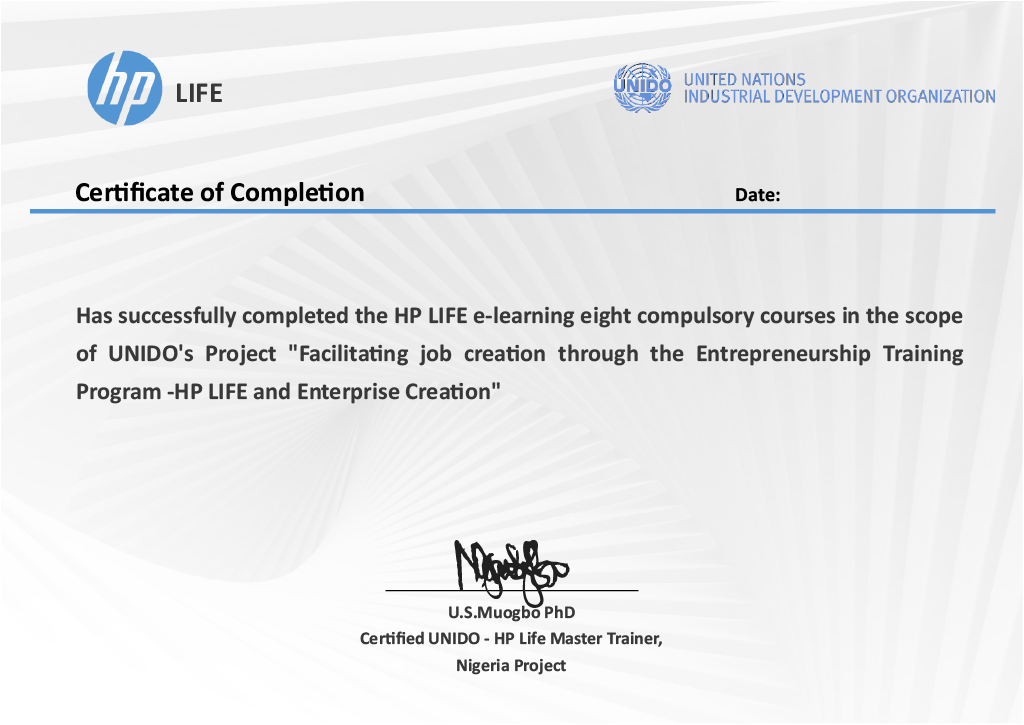 hp LIFE
UNIDO UNITED NATIONS
INDUSTRIAL DEVELOPMENT ORGANIZATION
Certificate of Completion Date:
Has successfully completed the HP LIFE e-learning eight compulsory courses in the scope
of UNIDO's Project "Facilitating job creation through the Entrepreneurship Training
Program -HP LIFE and Enterprise Creation"
U.S.Muogbo PhD
Certified UNIDO - HP Life Master Trainer,
Nigeria Project